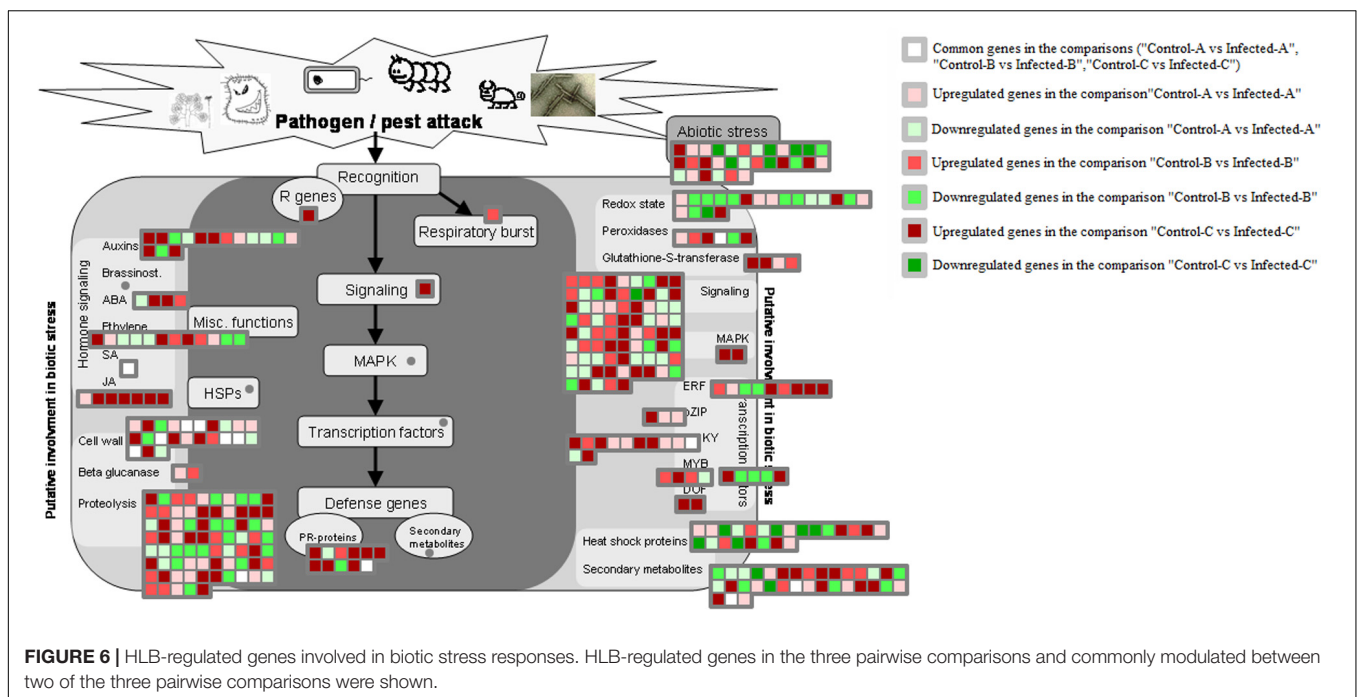 Pathogen / pest attack
Abiotic stress
Recognition
R genes
Respiratory burst
Signaling
Misc. functions
MAPK
HSPs
Transcription factors
Defense genes
PR-proteins
Secondary
metabolites
Putative involvment in biotic stress
Hormone signaling
Auxins
Brassinost.
ABA
Ethylene
SA
JA
Cell wall
Beta glucanase
Proteolysis
Redox state
Peroxidases
Glutathione-S-transferase
Signaling
MAPK
ERF
bZIP
KY
MYB
DOF
Heat shock proteins
Secondary metabolites
Common genes in the comparisons ("Control-A vs Infected-A",
"Control-B vs Infected-B","Control-C vs Infected-C")
Upregulated genes in the comparison"Control-A vs Infected-A"
Downregulated genes in the comparison "Control-A vs Infected-A"
Upregulated genes in the comparison "Control-B vs Infected-B"
Downregulated genes in the comparison "Control-B vs Infected-B"
Upregulated genes in the comparison "Control-C vs Infected-C"
Downregulated genes in the comparison "Control-C vs Infected-C"
FIGURE 6 | HLB-regulated genes involved in biotic stress responses. HLB-regulated genes in the three pairwise comparisons and commonly modulated between
two of the three pairwise comparisons were shown.